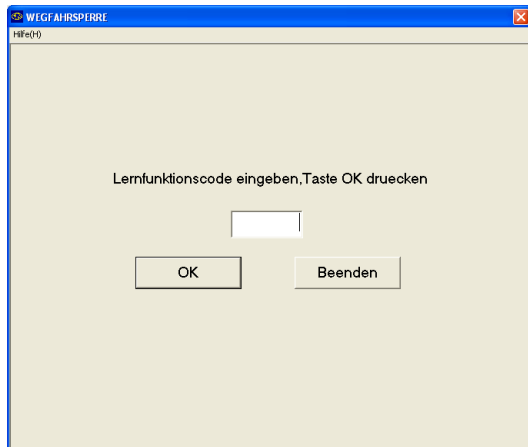 WEGFAHRSPERRE
Hilfe(H)
Lernfunktionscode eingeben,Taste OK druecken
OK Beenden